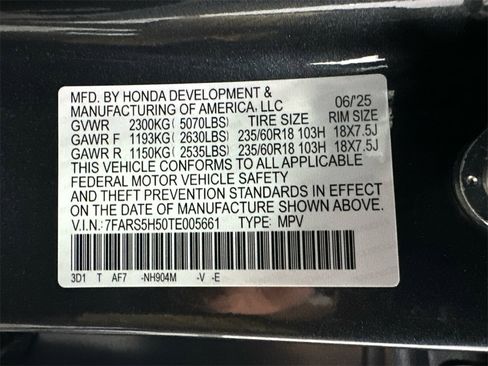 MFD. BY HONDA DEVELOPMENT &
MANUFACTURING OF AMERICA, LLC 06/'25
GVWR 2300KG( 5070LBS) TIRE SIZE RIM SIZE
GAWR F 1193KG( 2630LBS) 235/60R18 103H 18X7.5J
GAWR R 1150KG( 2535LBS) 235/60R18 103H 18X7.5J
THIS VEHICLE CONFORMS TO ALL APPLICABLE
FEDERAL MOTOR VEHICLE SAFETY
AND THEFT PREVENTION STANDARDS IN EFFECT
ON THE DATE OF MANUFACTURE SHOWN ABOVE.
V.I.N.:7FARS5H50TE005661 TYPE: MPV
3D1 T AF7 -NH904M -V -E